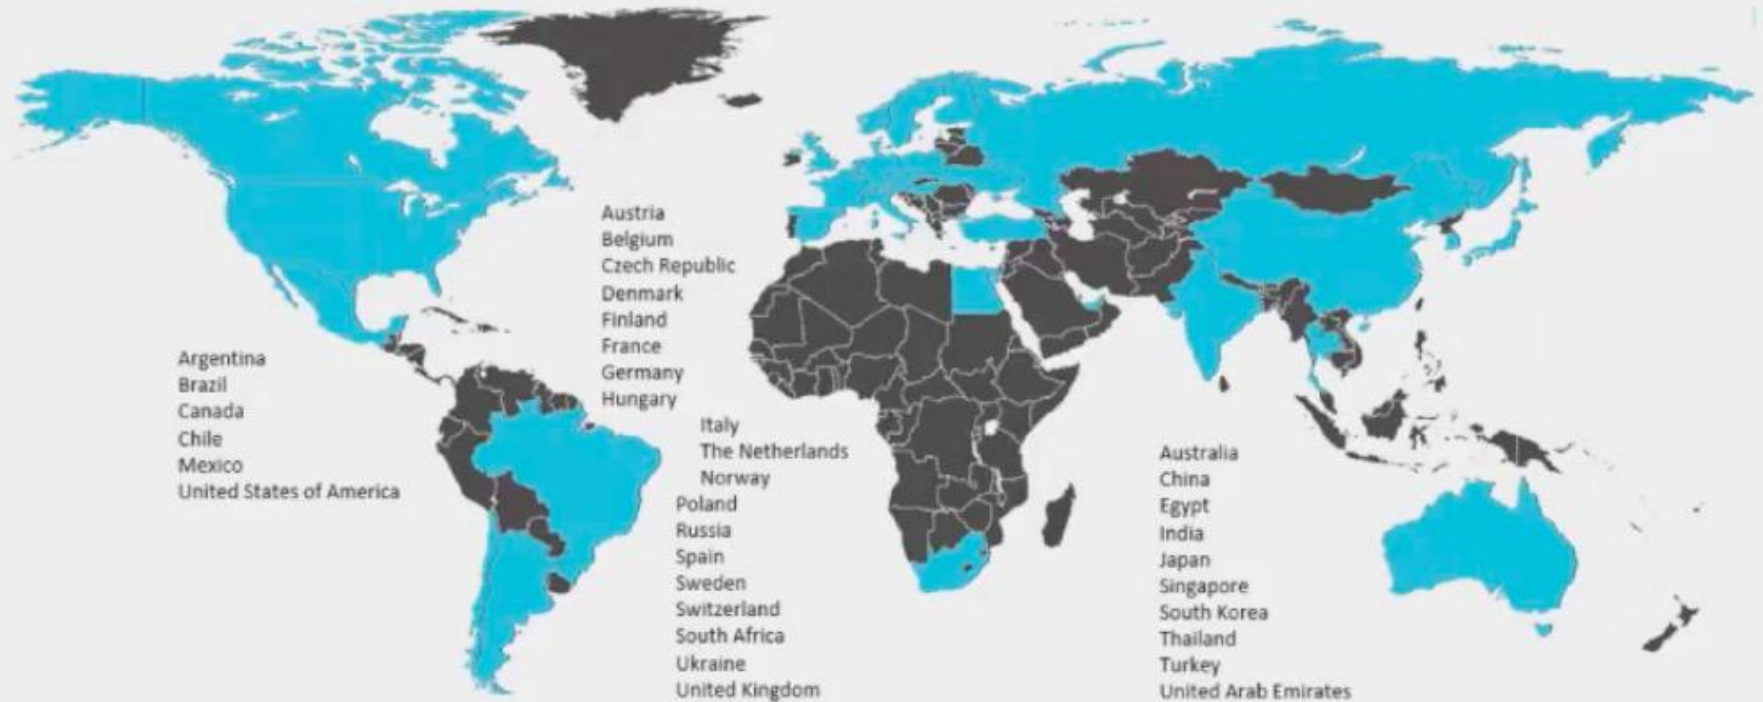 Argentina
Brazil
Canada
Chile
Mexico
United States of America
Austria
Belgium
Czech Republic
Denmark
Finland
France
Germany
Hungary
Italy
The Netherlands
Norway
Poland
Russia
Spain
Sweden
Switzerland
South Africa
Ukraine
United Kingdom
Australia
China
Egypt
India
Japan
Singapore
South Korea
Thailand
Turkey
United Arab Emirates